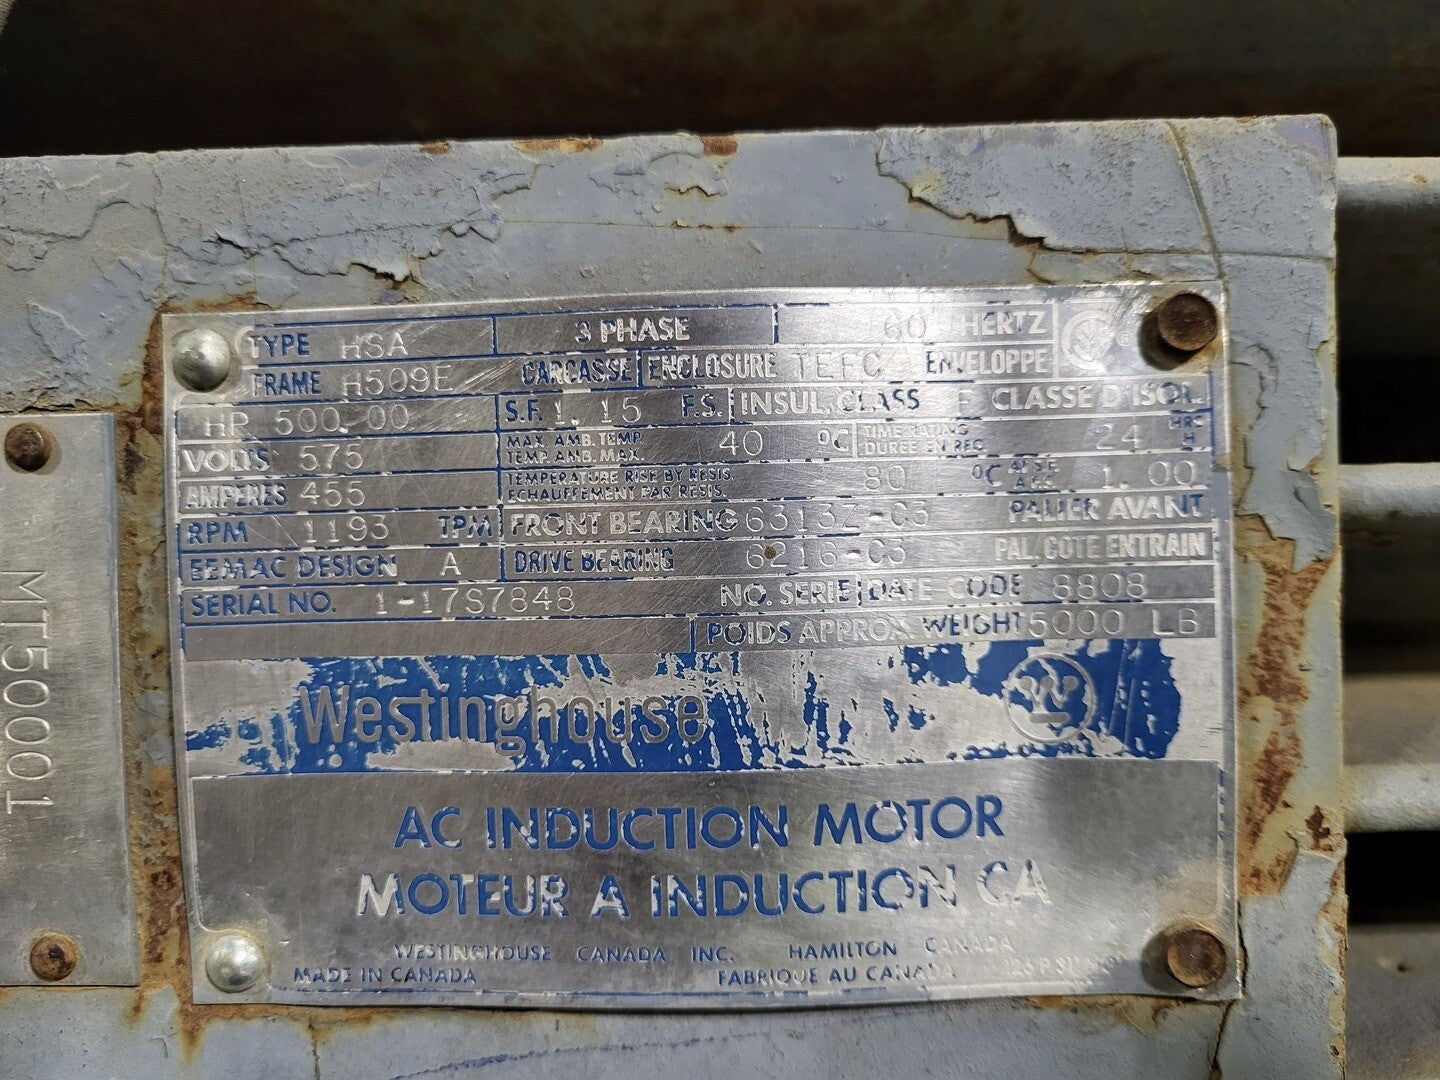 TYPE HSA 3 PHASE 60 HERTZ
FRAME H509E CARCASSE ENCLOSURE TEFC ENVELOPPE
HP 500.00 S.F. 1.15 F.S. INSUL. CLASS F CLASSE D'ISOL.
VOLTS 575 MAX. AMB. TEMP. TEMP. AMB. MAX. 40 °C TIME RATING DURÉE EN REG. 24 HRS H
AMPERES 455 TEMPERATURE RISE BY RESIS. ECHAUFFEMENT PAR RESIS. 80 °C 1.00
RPM 1193 TPM FRONT BEARING 6313Z-C3 PALIER AVANT
EEMAC DESIGN A DRIVE BEARING 6216-C3 PAL. COTE ENTRAIN
SERIAL NO. 1-17S7848 NO. SERIE DATE CODE 8808
POIDS APPROX. WEIGHT 5000 LB
Westinghouse W
AC INDUCTION MOTOR
MOTEUR A INDUCTION CA
WESTINGHOUSE CANADA INC. HAMILTON CANADA
MADE IN CANADA FABRIQUE AU CANADA
MT50001